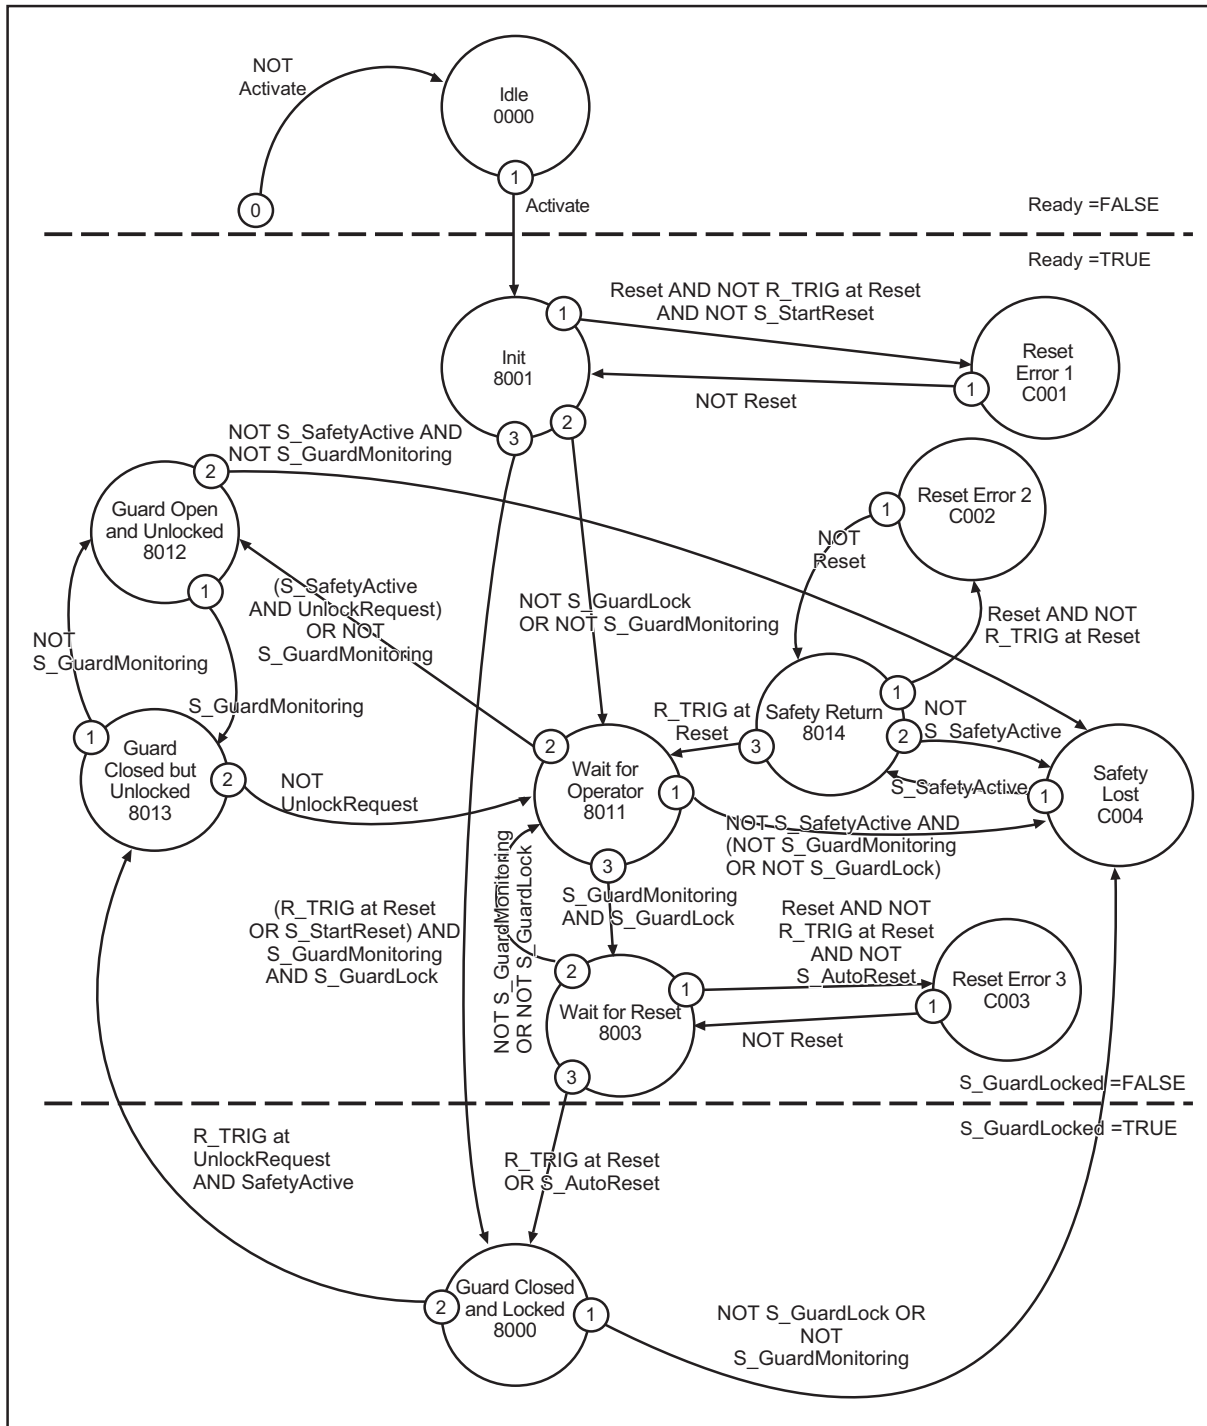 NOT
Activate
Idle
0000
1
Activate
0
Ready =FALSE
Ready =TRUE
Reset AND NOT R_TRIG at Reset
AND NOT S_StartReset
1
Init
8001
Reset
Error 1
C001
1
NOT Reset
3
2
NOT S_SafetyActive AND
NOT S_GuardMonitoring
2
Guard Open
and Unlocked
8012
1
Reset Error 2
C002
1
NOT
Reset
(S_SafetyActive
AND UnlockRequest)
OR NOT
S_GuardMonitoring
NOT S_GuardLock
OR NOT S_GuardMonitoring
Reset AND NOT
R_TRIG at Reset
NOT
S_GuardMonitoring
S_GuardMonitoring
1
Guard
Closed but
Unlocked
8013
2
NOT
UnlockRequest
R_TRIG at
Reset
Safety Return
8014
1
2
3
NOT
S_SafetyActive
S_SafetyActive
2
Wait for
Operator
8011
1
3
1
Safety
Lost
C004
NOT S_SafetyActive AND
(NOT S_GuardMonitoring
OR NOT S_GuardLock)
S_GuardMonitoring
AND S_GuardLock
NOT S_GuardMonitoring
OR NOT S_GuardLock
(R_TRIG at Reset
OR S_StartReset) AND
S_GuardMonitoring
AND S_GuardLock
Reset AND NOT
R_TRIG at Reset
AND NOT
S_AutoReset
2
1
Wait for Reset
8003
3
Reset Error 3
C003
1
NOT Reset
S_GuardLocked =FALSE
S_GuardLocked =TRUE
R_TRIG at
UnlockRequest
AND SafetyActive
R_TRIG at Reset
OR S_AutoReset
2
Guard Closed
and Locked
8000
1
NOT S_GuardLock OR
NOT
S_GuardMonitoring